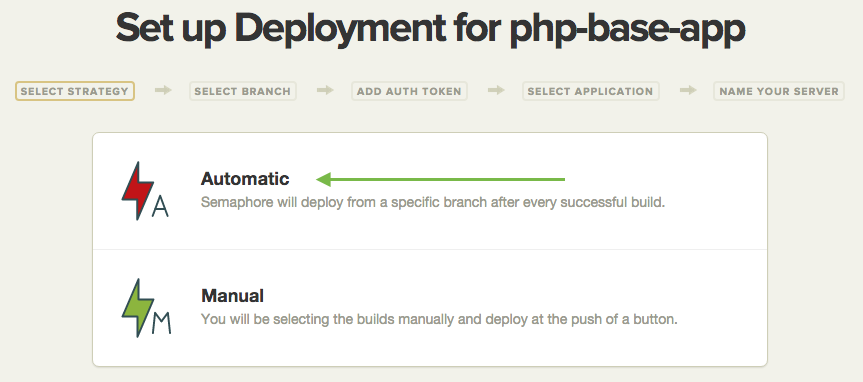 Set up Deployment for php-base-app
SELECT STRATEGY
SELECT BRANCH
ADD AUTH TOKEN
SELECT APPLICATION
NAME YOUR SERVER
Automatic
A
Semaphore will deploy from a specific branch after every successful build.
Manual
M
You will be selecting the builds manually and deploy at the push of a button.